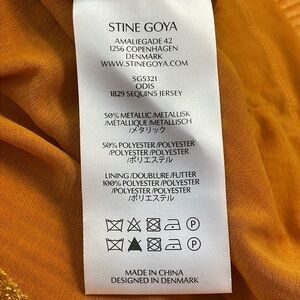 STINE GOYA
AMALIEGADE 42
1256 COPENHAGEN
DENMARK
WWW.STINEGOYA.COM
SG5321
ODIS
1829 SEQUINS JERSEY
50% METALLIC /METALLISK
/MÉTALLIQUE /METALLISCH
/メタリック
50% POLYESTER /POLYESTER
/POLYESTER /POLYESTER
/ポリエステル
LINING /DOUBLURE /FUTTER
100% POLYESTER /POLYESTER
/POLYESTER /POLYESTER
/ポリエステル
P
P
MADE IN CHINA
DESIGNED IN DENMARK